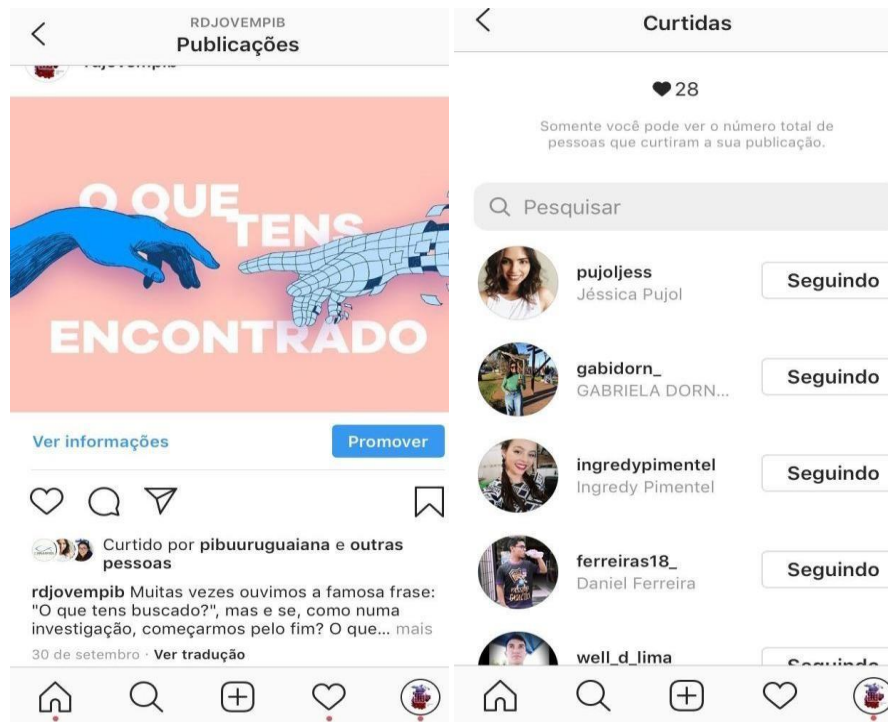 RDJOVEMPIB
Publicações
O QUE
TENS
ENCONTRADO
Ver informações
Promover
Curtido por pibuuruguaiana e outras
pessoas
rdjovempib Muitas vezes ouvimos a famosa frase:
"O que tens buscado?", mas e se, como numa
investigação, começarmos pelo fim? O que... mais
30 de setembro · Ver tradução
Curtidas
28
Somente você pode ver o número total de
pessoas que curtiram a sua publicação.
Pesquisar
pujoljess
Jéssica Pujol
Seguindo
gabidorn_
GABRIELA DORN...
Seguindo
ingredypimentel
Ingredy Pimentel
Seguindo
ferreiras18_
Daniel Ferreira
Seguindo
well_d_lima